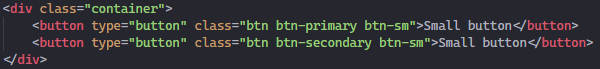 <div class="container">
    <button type="button" class="btn btn-primary btn-sm">Small button</button>
    <button type="button" class="btn btn-secondary btn-sm">Small button</button>
</div>